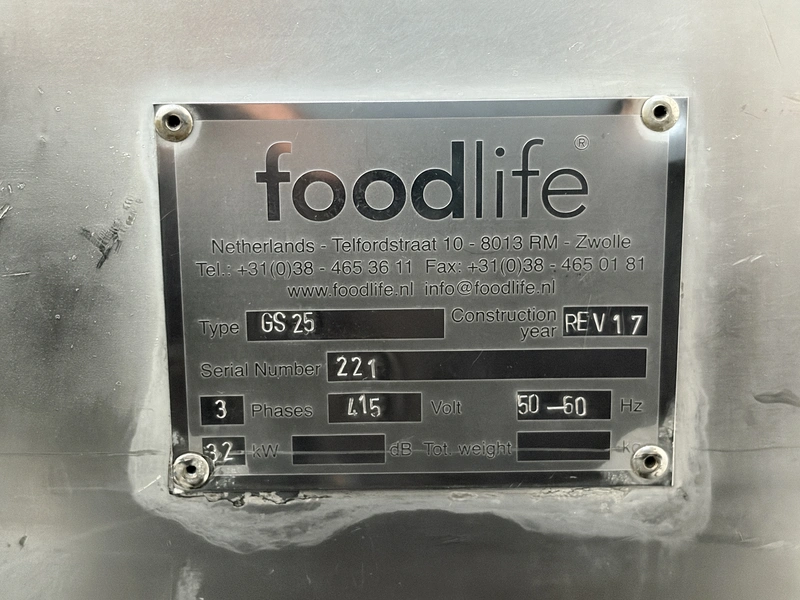 foodlife®
Netherlands - Telfordstraat 10 - 8013 RM - Zwolle
Tel.: +31(0)38 - 465 36 11 Fax: +31(0)38 - 465 01 81
www.foodlife.nl info@foodlife.nl
Type GS 25 Construction year REV 17
Serial Number 221
3 Phases 415 Volt 50-60 Hz
kW dB Tot. weight kg